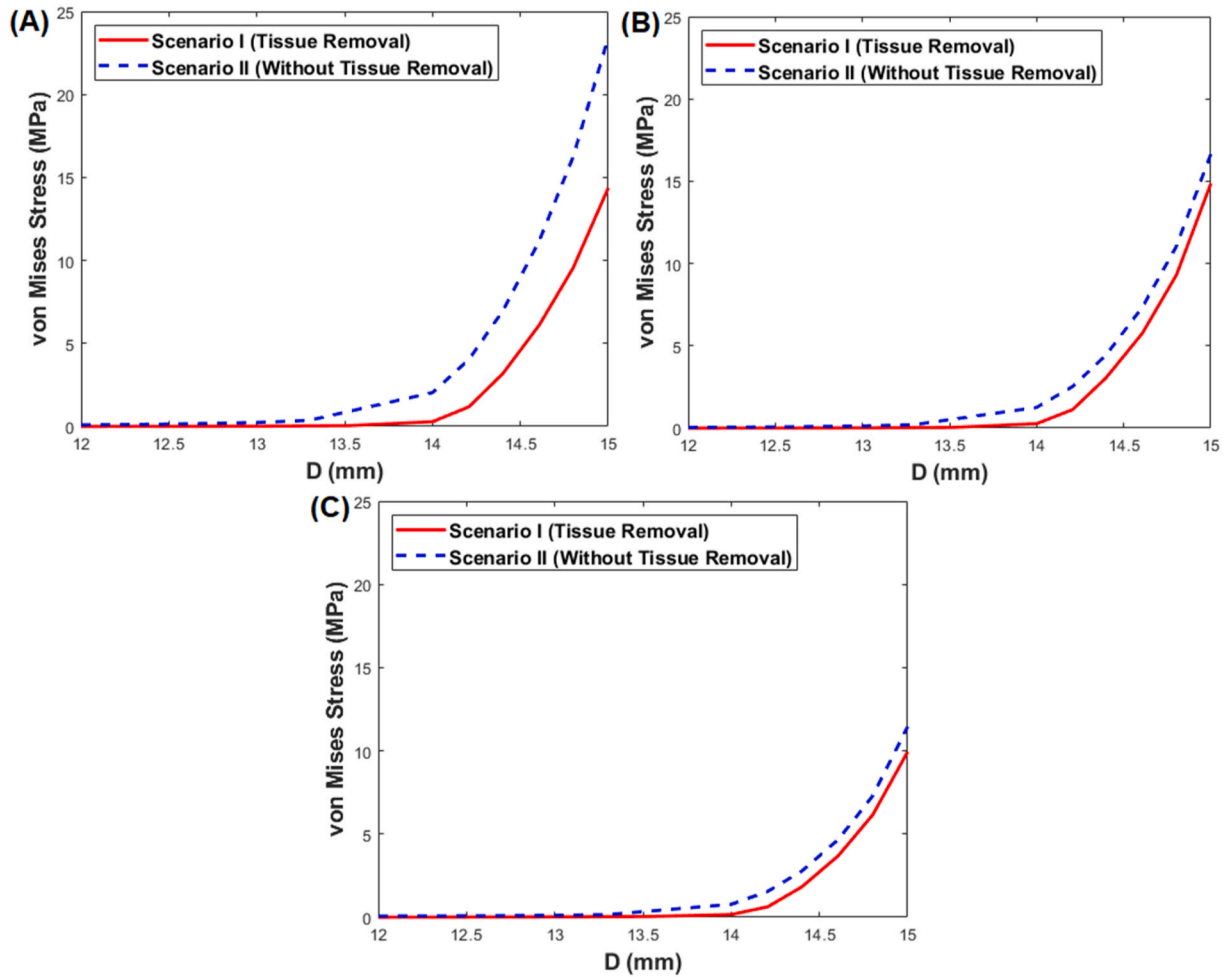 (A)
25
20
15
10
5
0
von Mises Stress (MPa)
Scenario I (Tissue Removal)
Scenario II (Without Tissue Removal)
12 12.5 13 13.5 14 14.5 15
D (mm)
(B)
25
20
15
10
5
0
von Mises Stress (MPa)
Scenario I (Tissue Removal)
Scenario II (Without Tissue Removal)
12 12.5 13 13.5 14 14.5 15
D (mm)
(C)
25
20
15
10
5
0
von Mises Stress (MPa)
Scenario I (Tissue Removal)
Scenario II (Without Tissue Removal)
12 12.5 13 13.5 14 14.5 15
D (mm)